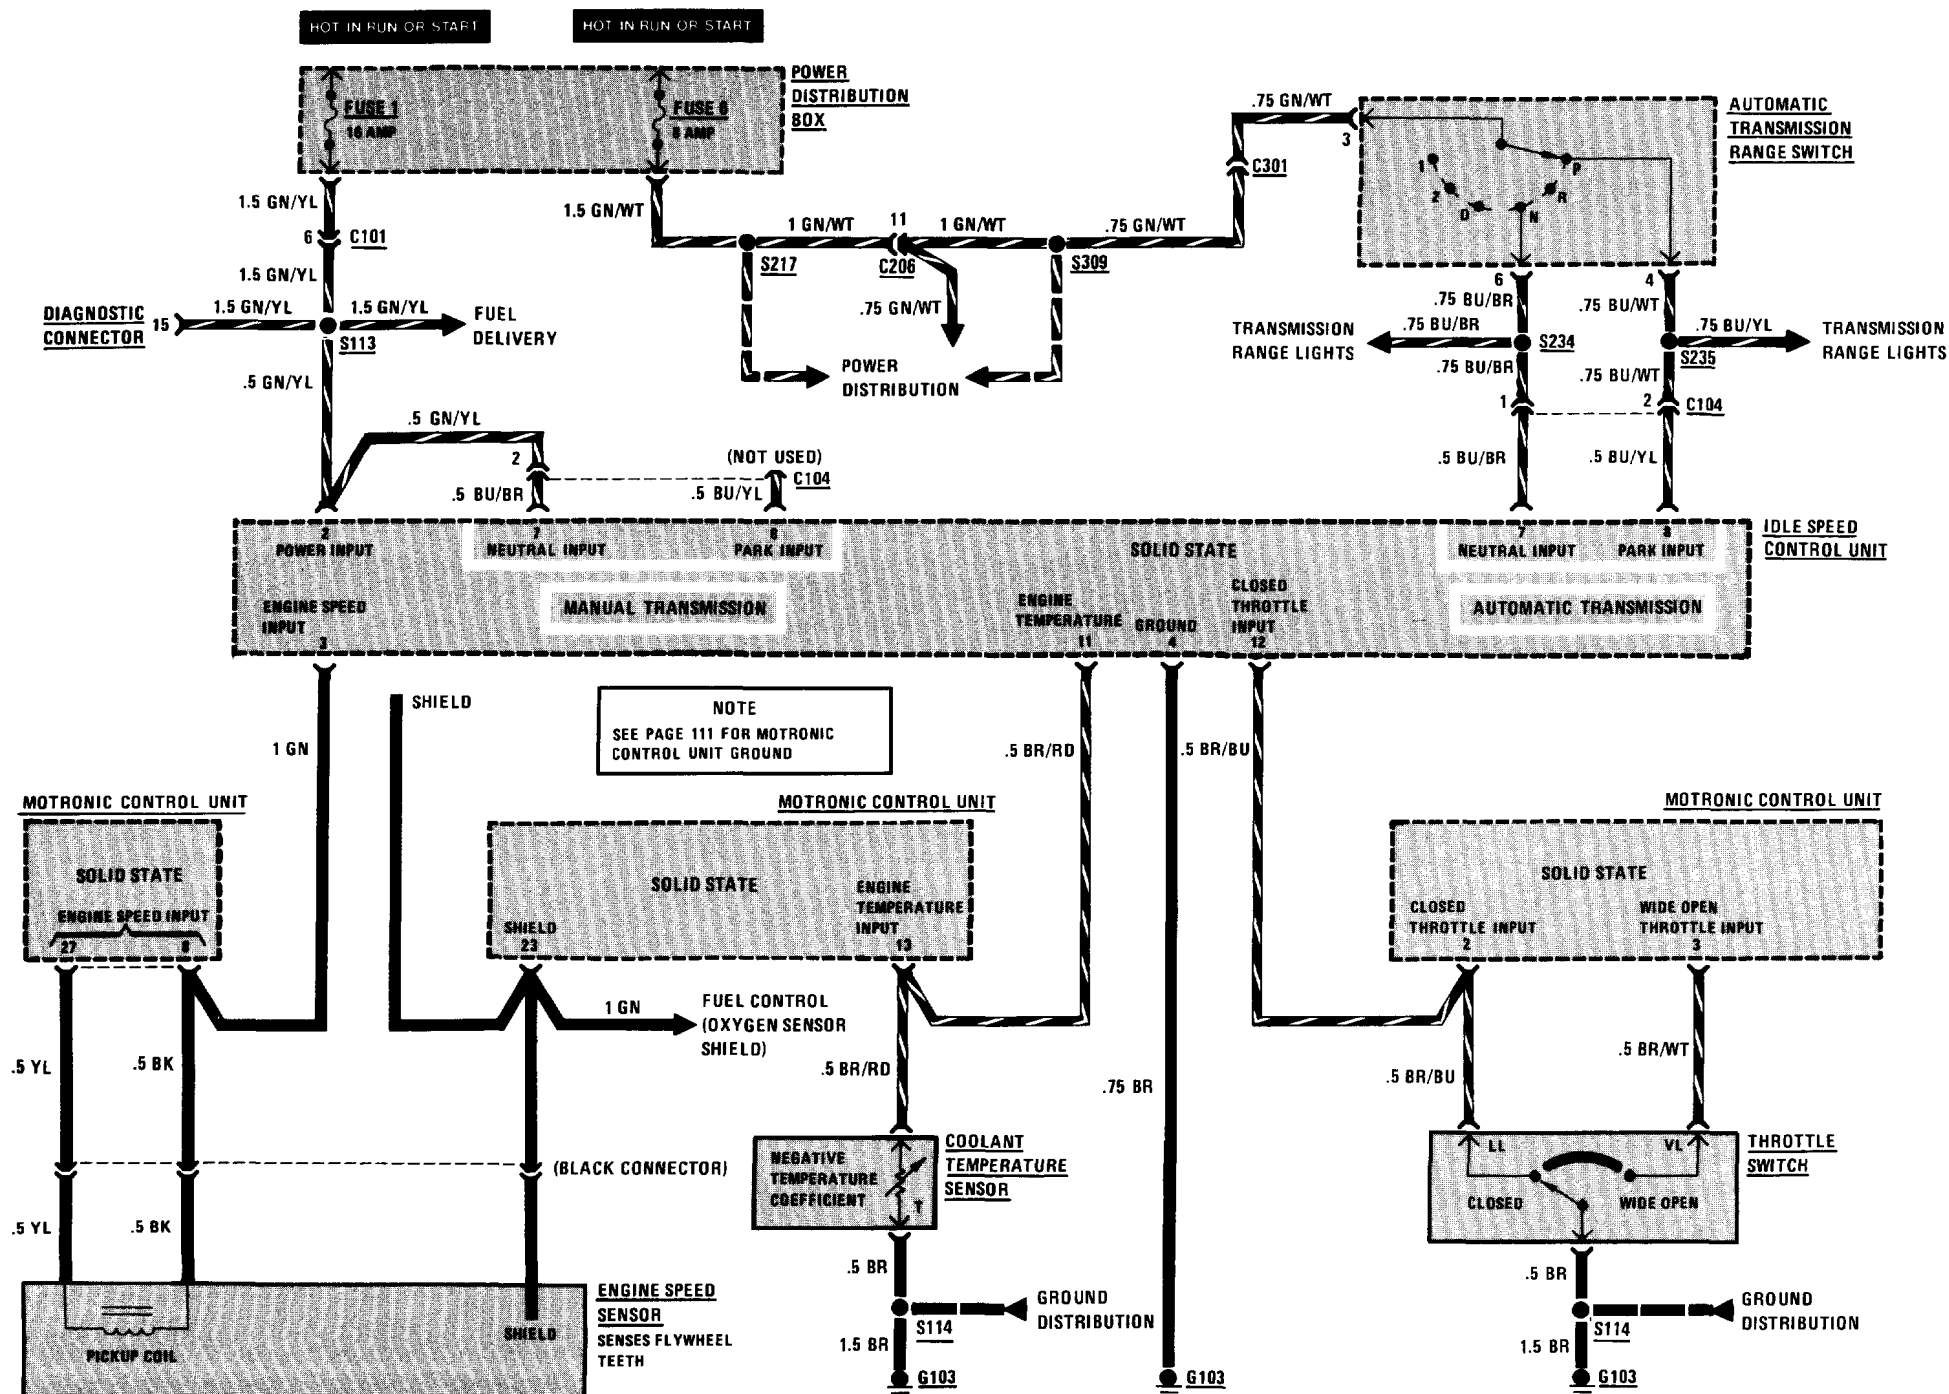 HOT IN RUN OR START
HOT IN RUN OR START
POWER
DISTRIBUTION
BOX
FUSE 1
16 AMP
FUSE 6
8 AMP
1.5 GN/YL
6
C101
1.5 GN/YL
DIAGNOSTIC
CONNECTOR
15
1.5 GN/YL
1.5 GN/YL
FUEL
DELIVERY
S113
.5 GN/YL
.5 GN/YL
2
.5 BU/BR
(NOT USED)
C104
.5 BU/YL
1.5 GN/WT
1 GN/WT
11
1 GN/WT
.75 GN/WT
S217
C206
S309
.75 GN/WT
POWER
DISTRIBUTION
.75 GN/WT
3
C301
AUTOMATIC
TRANSMISSION
RANGE SWITCH
1
2
D
N
R
P
6
4
.75 BU/BR
.75 BU/WT
TRANSMISSION
RANGE LIGHTS
.75 BU/BR
S234
.75 BU/YL
S235
TRANSMISSION
RANGE LIGHTS
.75 BU/BR
.75 BU/WT
1
2
C104
.5 BU/BR
.5 BU/YL
IDLE SPEED
CONTROL UNIT
2
POWER INPUT
7
NEUTRAL INPUT
PARK INPUT
SOLID STATE
7
NEUTRAL INPUT
8
PARK INPUT
MANUAL TRANSMISSION
AUTOMATIC TRANSMISSION
ENGINE SPEED
INPUT
3
ENGINE
TEMPERATURE
11
GROUND
4
CLOSED
THROTTLE
INPUT
12
SHIELD
NOTE
SEE PAGE 111 FOR MOTRONIC
CONTROL UNIT GROUND
1 GN
.5 BR/RD
.5 BR/BU
MOTRONIC CONTROL UNIT
SOLID STATE
ENGINE SPEED INPUT
27
8
MOTRONIC CONTROL UNIT
SOLID STATE
SHIELD
23
ENGINE
TEMPERATURE
INPUT
13
MOTRONIC CONTROL UNIT
SOLID STATE
CLOSED
THROTTLE INPUT
2
WIDE OPEN
THROTTLE INPUT
3
1 GN
FUEL CONTROL
(OXYGEN SENSOR
SHIELD)
.5 YL
.5 BK
.5 BR/RD
.75 BR
.5 BR/BU
.5 BR/WT
(BLACK CONNECTOR)
NEGATIVE
TEMPERATURE
COEFFICIENT
T
COOLANT
TEMPERATURE
SENSOR
LL
VL
CLOSED
WIDE OPEN
THROTTLE
SWITCH
.5 YL
.5 BK
.5 BR
GROUND
DISTRIBUTION
S114
1.5 BR
G103
G103
.5 BR
GROUND
DISTRIBUTION
S114
1.5 BR
G103
PICKUP COIL
SHIELD
ENGINE SPEED
SENSOR
SENSES FLYWHEEL
TEETH